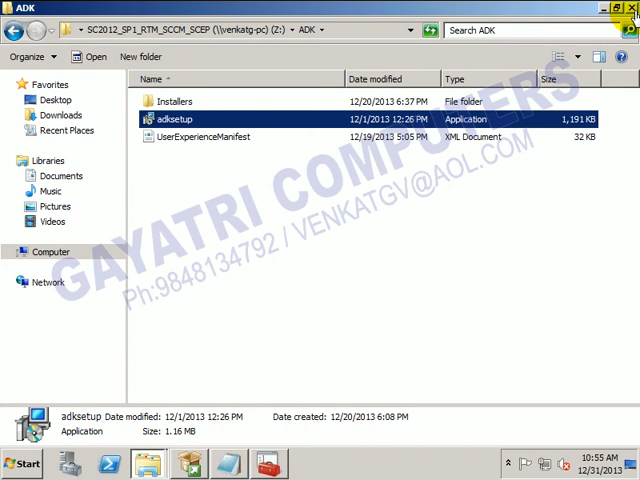 ADK
SC2012_SP1_RTM_SCCM_SCEP (\\venkatg-pc) (Z:) ADK
Search ADK
Organize
Open
New folder
Name
Date modified
Type
Size
Favorites
Desktop
Downloads
Recent Places
Libraries
Documents
Music
Pictures
Videos
Computer
Network
Installers 12/20/2013 6:37 PM File folder
adksetup 12/1/2013 12:26 PM Application 1,191 KB
UserExperienceManifest 12/19/2013 5:05 PM XML Document 32 KB
GAYATRI COMPUTERS
Ph:9848134792 / VENKATGV@AOL.COM
adksetup Date modified: 12/1/2013 12:26 PM Date created: 12/20/2013 6:08 PM
Application Size: 1.16 MB
Start
10:55 AM
12/31/2013